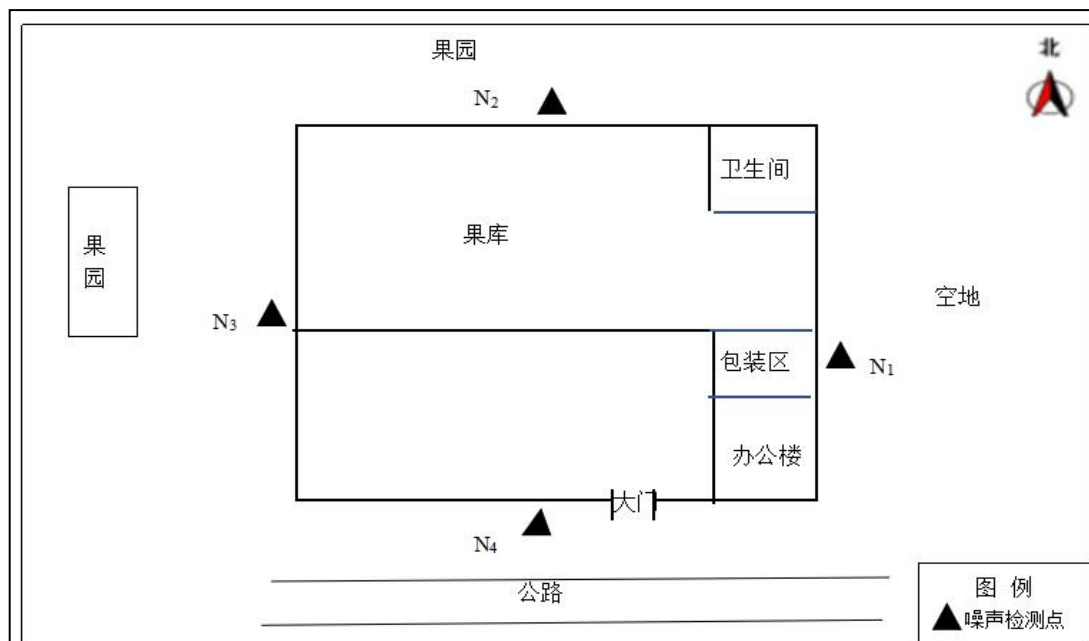 果园
北
N₂
卫生间
果库
果
园
空地
N₃
包装区
N₁
办公楼
大门
N₄
公路
图 例
噪声检测点